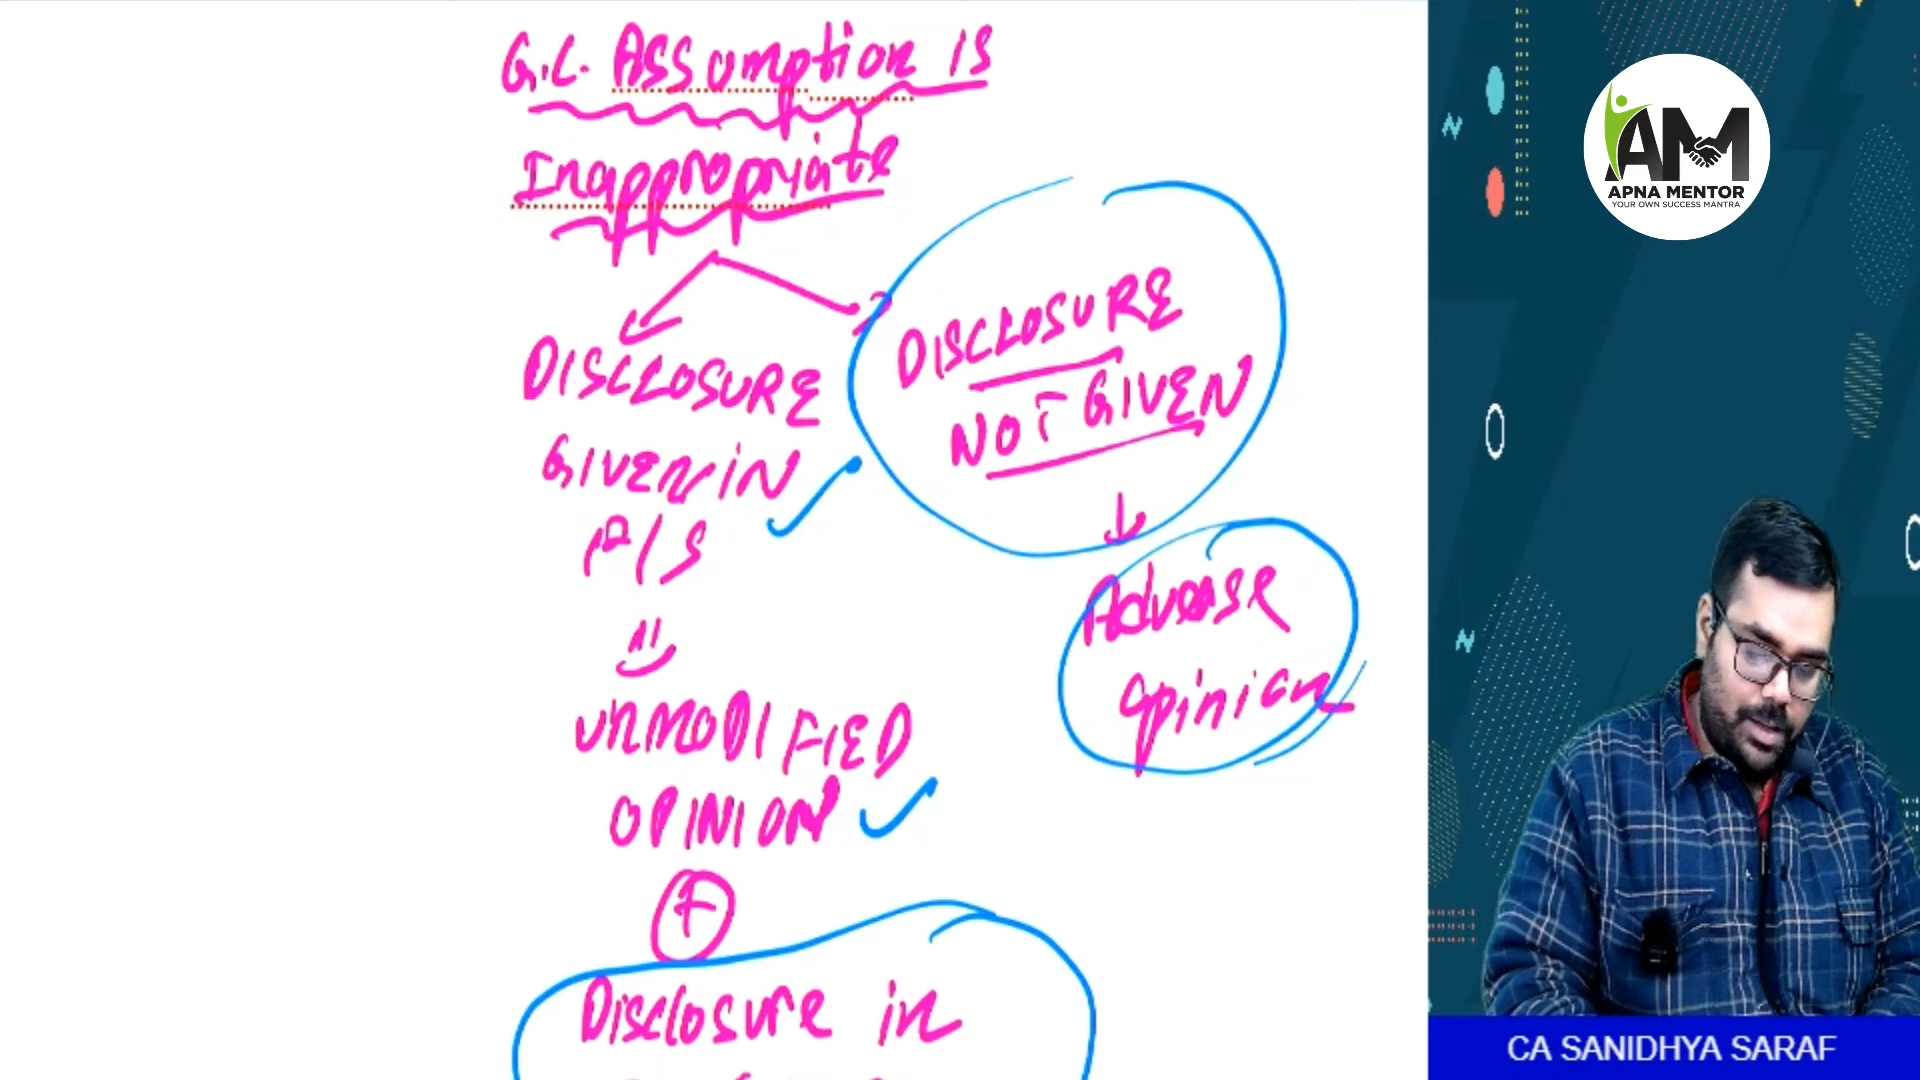 G.C. Assumption is
Inappropriate
DISCLOSURE
GIVEN IN
F/S
UNMODIFIED
OPINION
+
Disclosure in
DISCLOSURE
NOT GIVEN
Adverse
opinion
AM
APNA MENTOR
YOUR OWN SUCCESS MANTRA
CA SANIDHYA SARAF